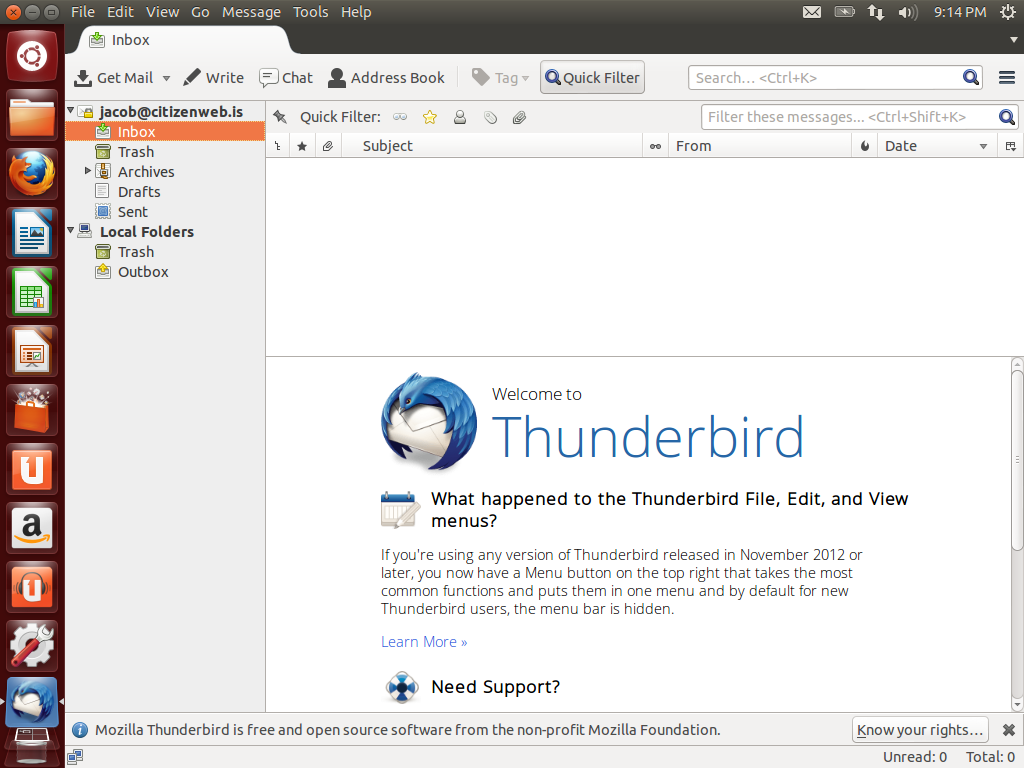 File Edit View Go Message Tools Help
9:14 PM
Inbox
Get Mail Write Chat Address Book Tag Quick Filter Search... <Ctrl+K>
jacob@citizenweb.is
Inbox
Trash
Archives
Drafts
Sent
Local Folders
Trash
Outbox
Quick Filter: Filter these messages... <Ctrl+Shift+K>
Subject From Date
Welcome to
Thunderbird
What happened to the Thunderbird File, Edit, and View
menus?
If you're using any version of Thunderbird released in November 2012 or
later, you now have a Menu button on the top right that takes the most
common functions and puts them in one menu and by default for new
Thunderbird users, the menu bar is hidden.
Learn More »
Need Support?
Mozilla Thunderbird is free and open source software from the non-profit Mozilla Foundation. Know your rights...
Unread: 0 Total: 0